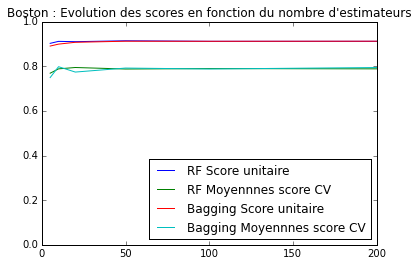 Boston : Evolution des scores en fonction du nombre d'estimateurs
1.0
0.8
0.6
0.4
0.2
0.0
0
50
100
150
200
RF Score unitaire
RF Moyennnes score CV
Bagging Score unitaire
Bagging Moyennnes score CV